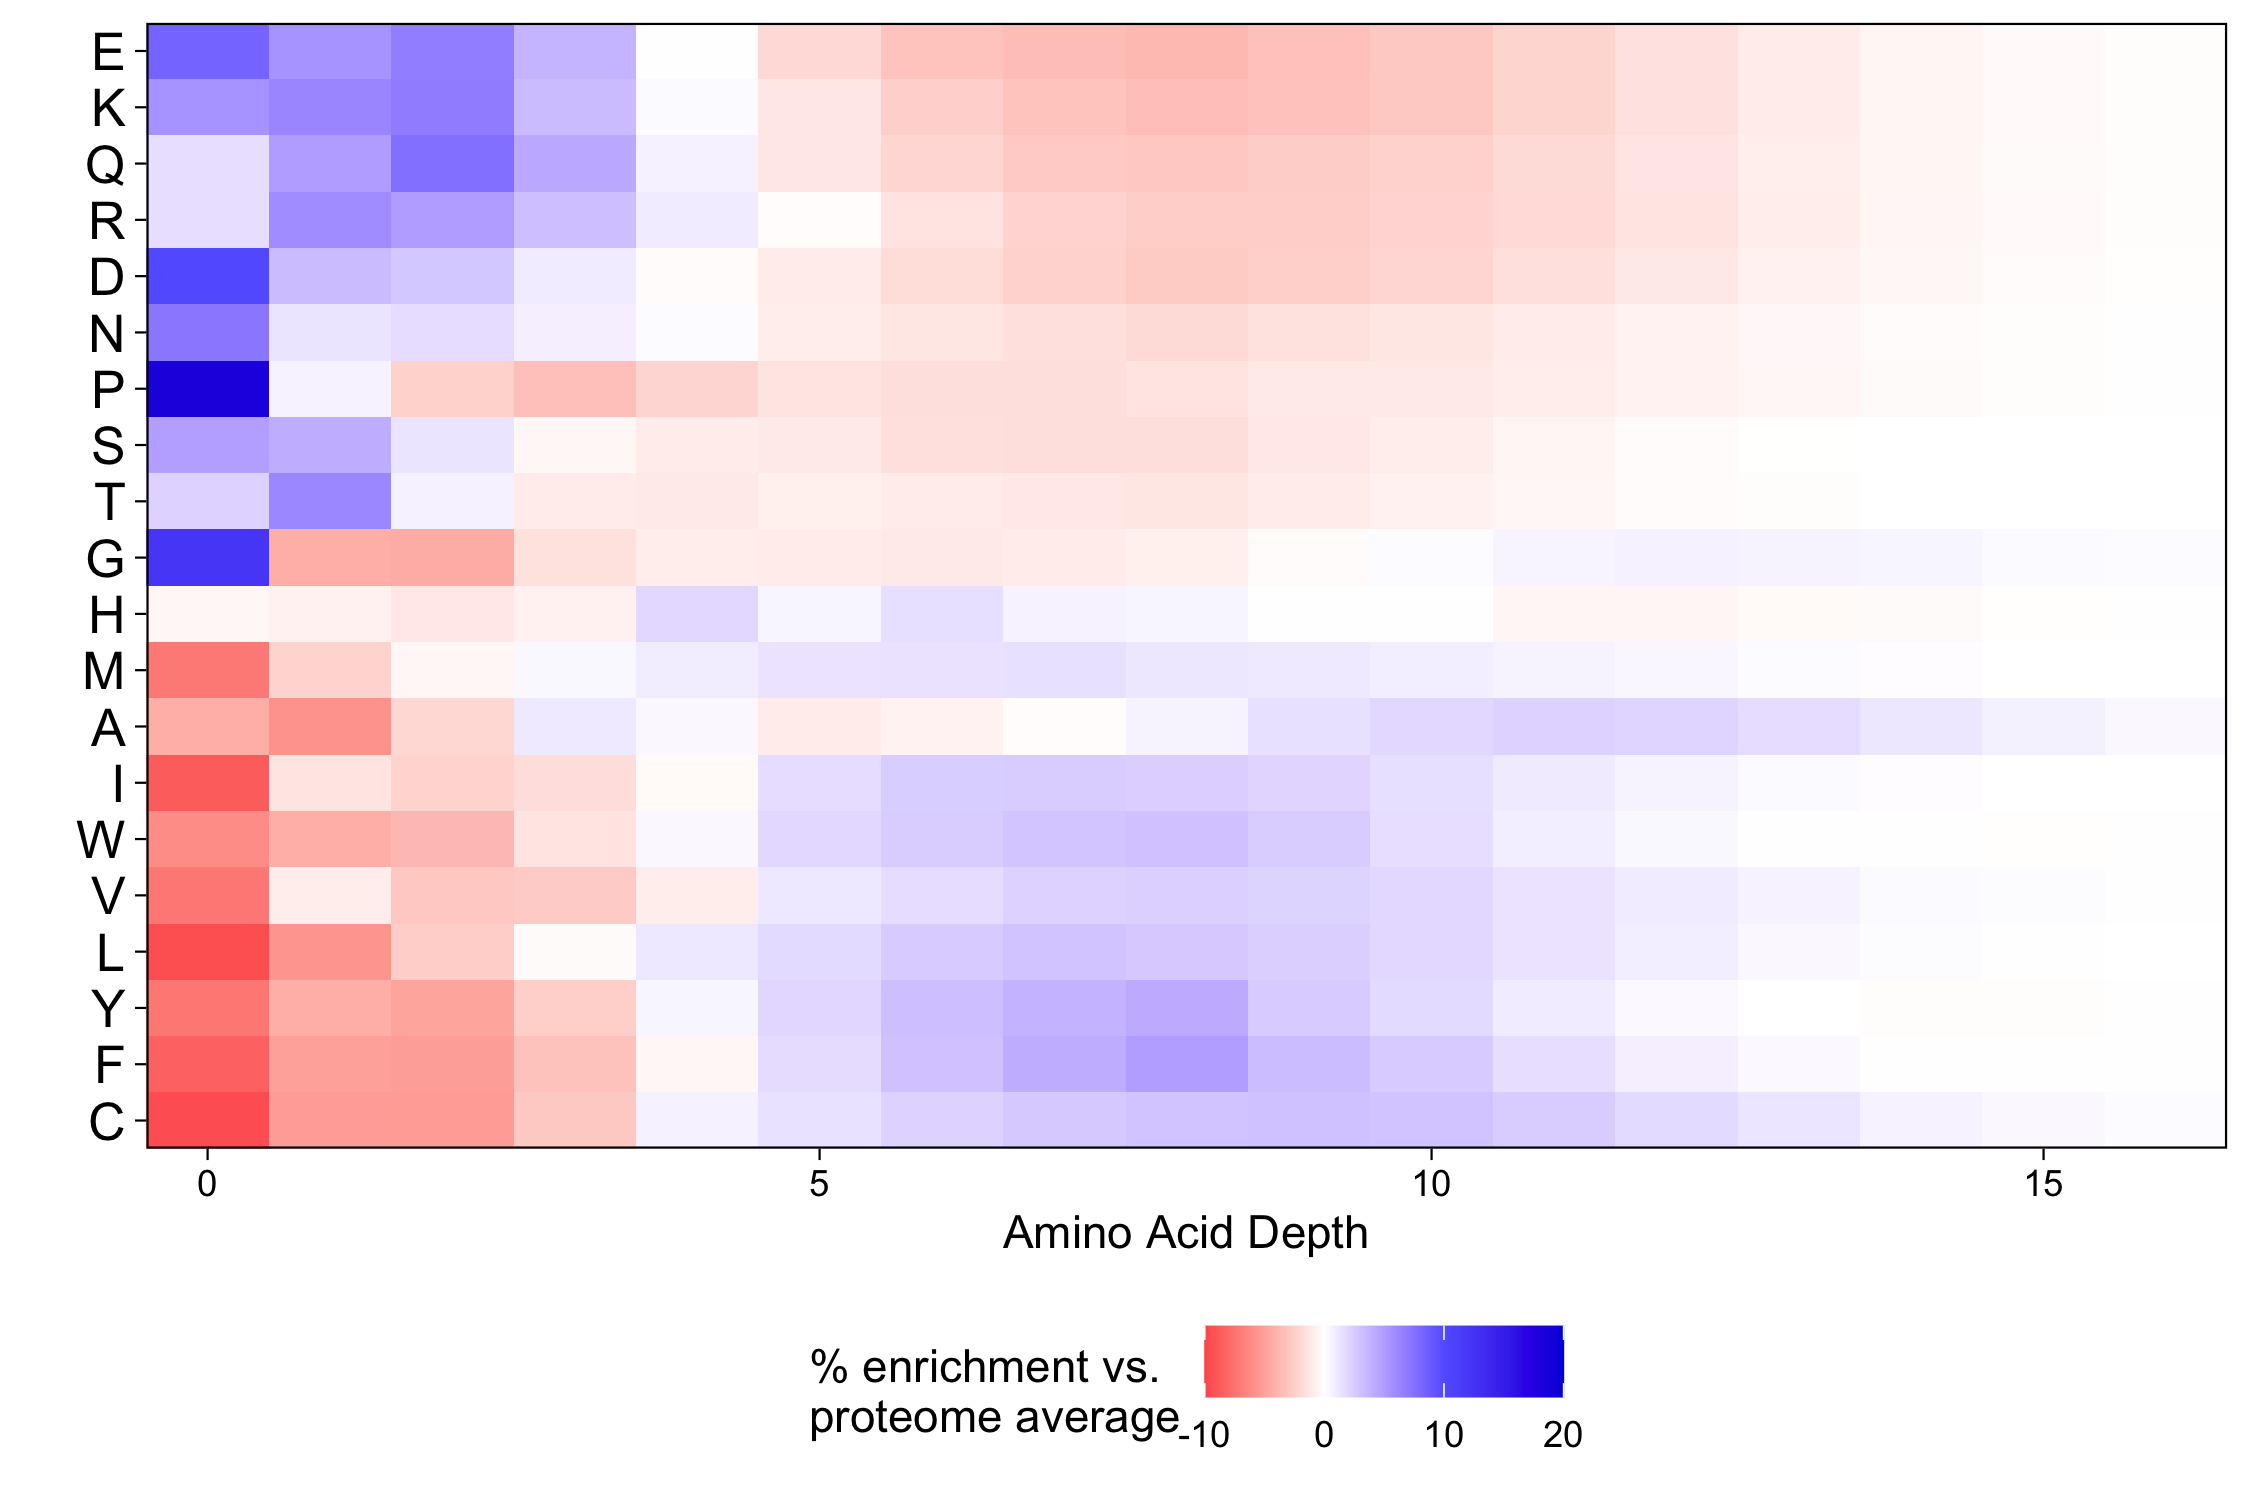 E
K
Q
R
D
N
P
S
T
G
H
M
A
I
W
V
L
Y
F
C
0 5 10 15
Amino Acid Depth
% enrichment vs.
proteome average
-10 0 10 20